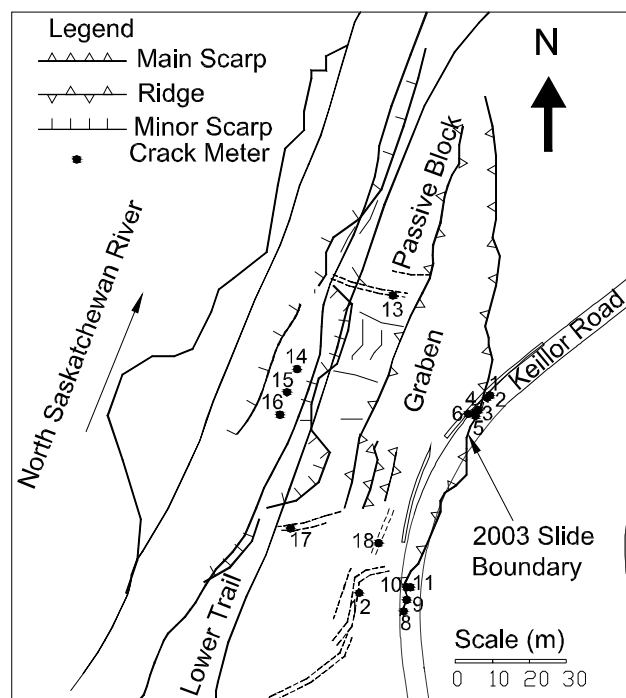 Legend
Main Scarp
Ridge
Minor Scarp
Crack Meter
N
North Saskatchewan River
Passive Block
13
Keillor Road
14
15
16
Graben
1
4
2
6
3
5
17
18
2003 Slide
Boundary
10
11
2
9
8
Lower Trail
Scale (m)
0
10
20
30